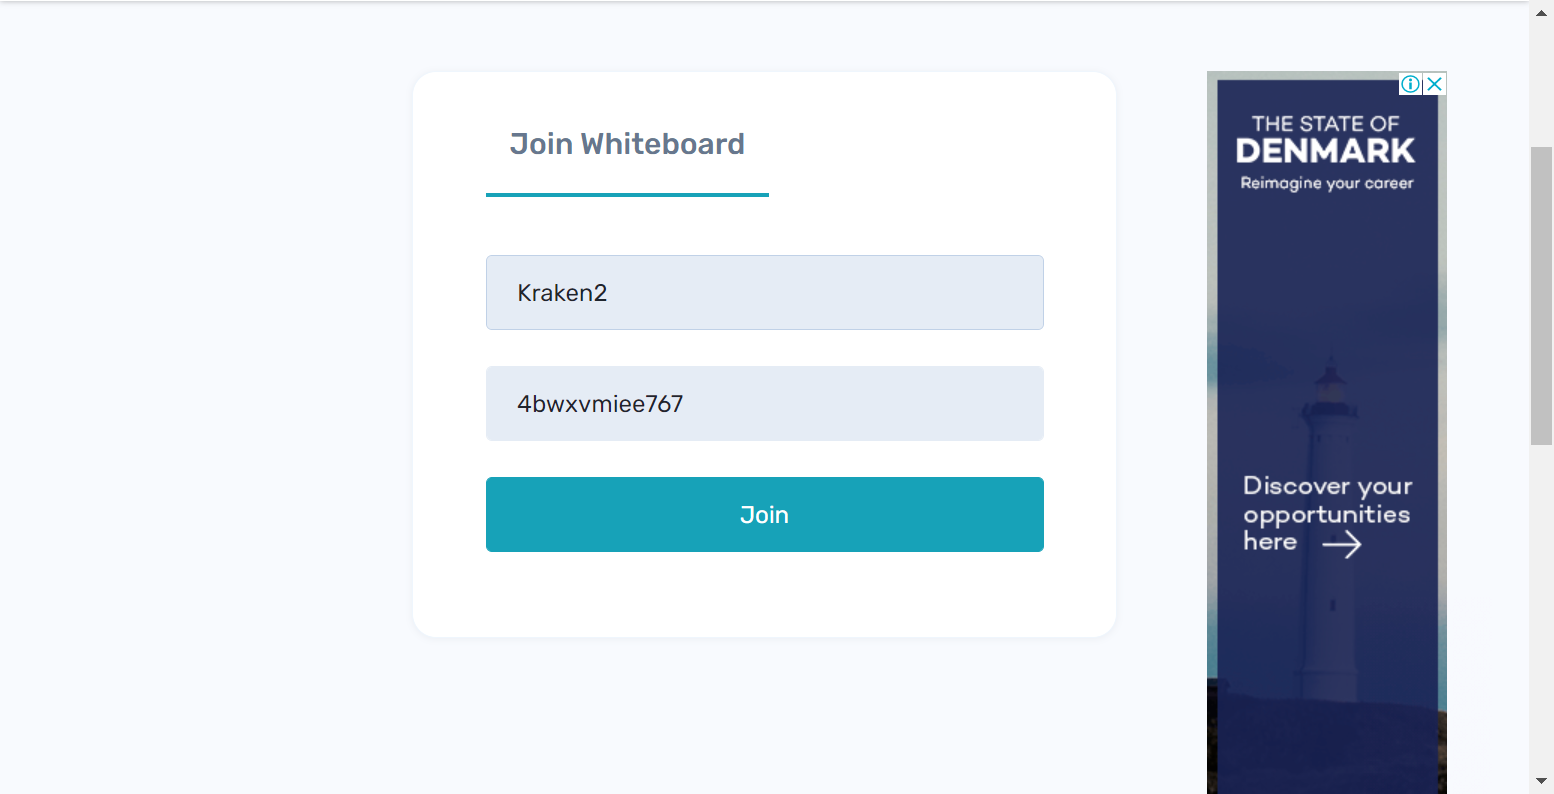 Join Whiteboard
Kraken2
4bwxvmiee767
Join
THE STATE OF
DENMARK
Reimagine your career
Discover your
opportunities
here